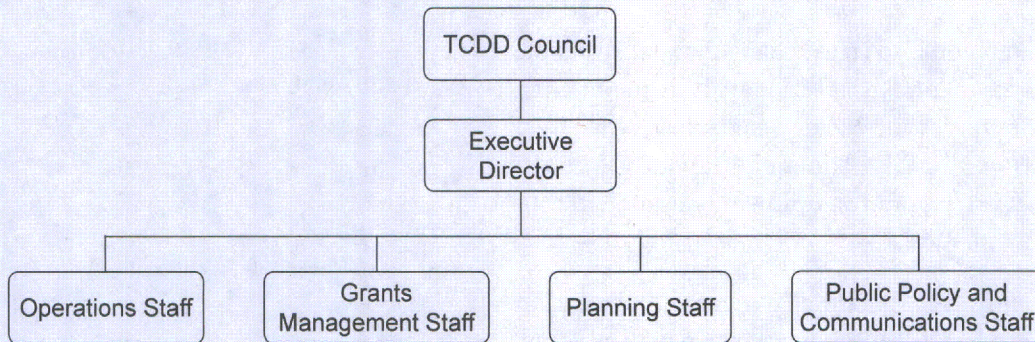 TCDD Council
Executive
Director
Operations Staff
Grants
Management Staff
Planning Staff
Public Policy and
Communications Staff